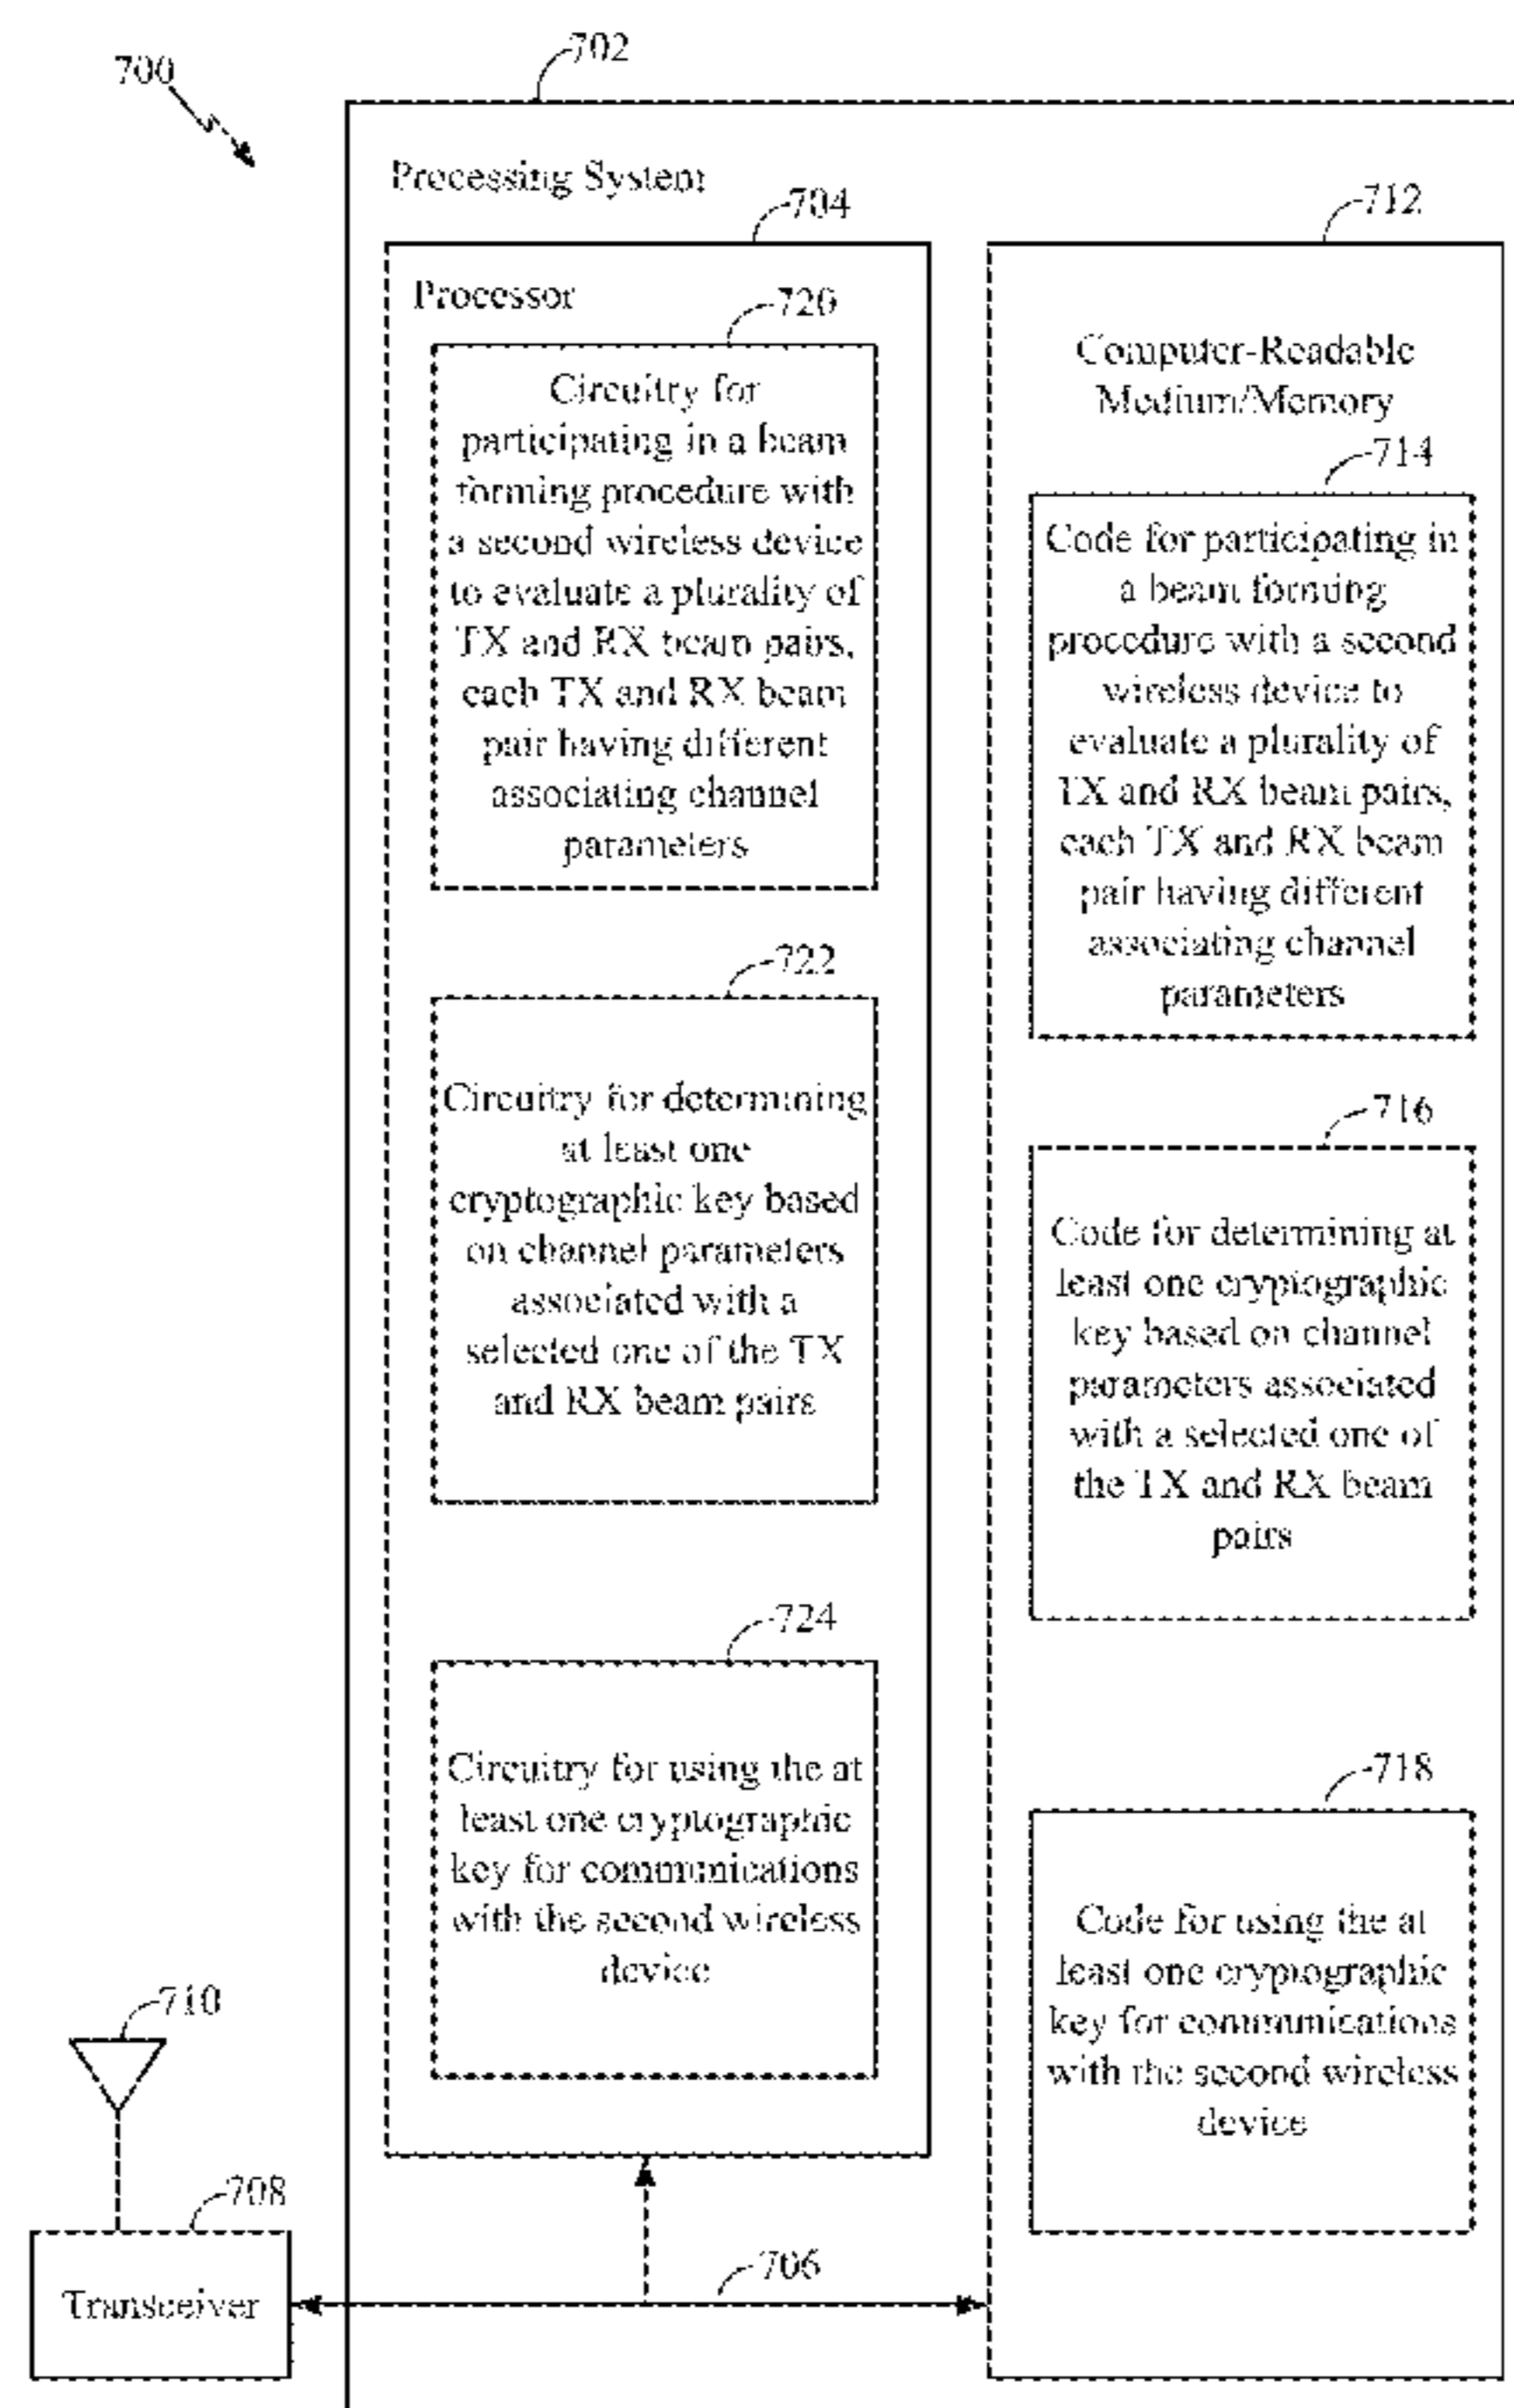 700
702
Processing System
704
Processor
720
Circuitry for
participating in a beam
forming procedure with
a second wireless device
to evaluate a plurality of
TX and RX beam pairs,
each TX and RX beam
pair having different
associating channel
parameters
722
Circuitry for determining
at least one
cryptographic key based
on channel parameters
associated with a
selected one of the TX
and RX beam pairs
724
Circuitry for using the at
least one cryptographic
key for communications
with the second wireless
device
712
Computer-Readable
Medium/Memory
714
Code for participating in
a beam forming
procedure with a second
wireless device to
evaluate a plurality of
TX and RX beam pairs,
each TX and RX beam
pair having different
associating channel
parameters
716
Code for determining at
least one cryptographic
key based on channel
parameters associated
with a selected one of
the TX and RX beam
pairs
718
Code for using the at
least one cryptographic
key for communications
with the second wireless
device
710
708
Transceiver
706